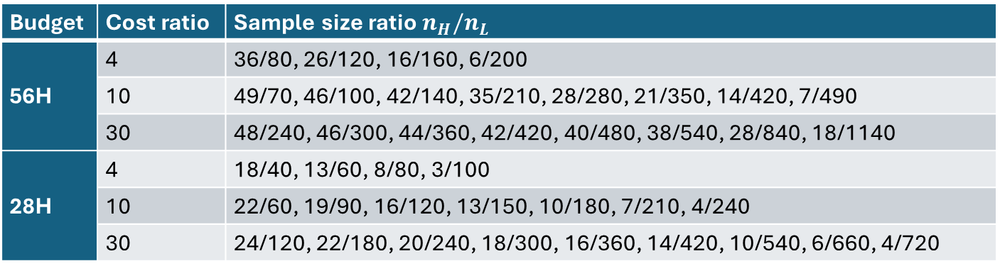 Budget Cost ratio Sample size ratio n_H/n_L
56H
4 36/80, 26/120, 16/160, 6/200
10 49/70, 46/100, 42/140, 35/210, 28/280, 21/350, 14/420, 7/490
30 48/240, 46/300, 44/360, 42/420, 40/480, 38/540, 28/840, 18/1140
28H
4 18/40, 13/60, 8/80, 3/100
10 22/60, 19/90, 16/120, 13/150, 10/180, 7/210, 4/240
30 24/120, 22/180, 20/240, 18/300, 16/360, 14/420, 10/540, 6/660, 4/720